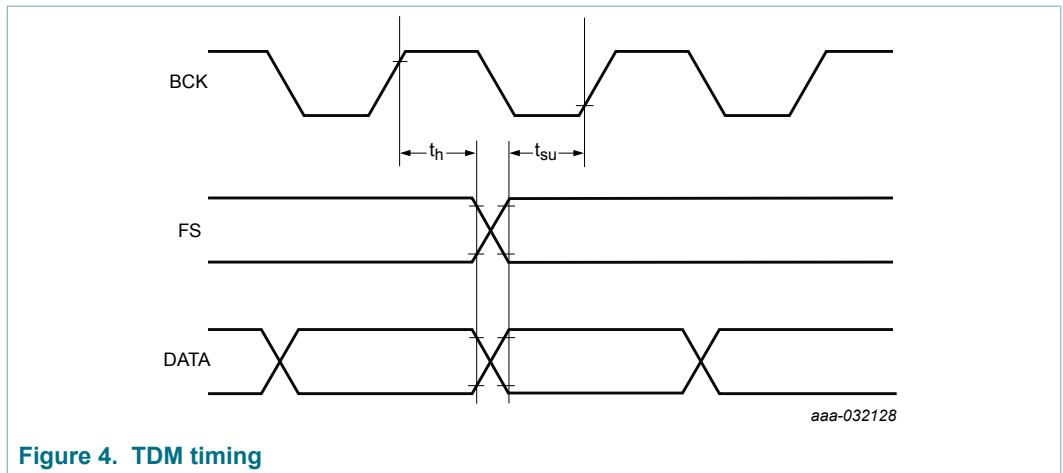 BCK
th
tsu
FS
DATA
aaa-032128
Figure 4. TDM timing